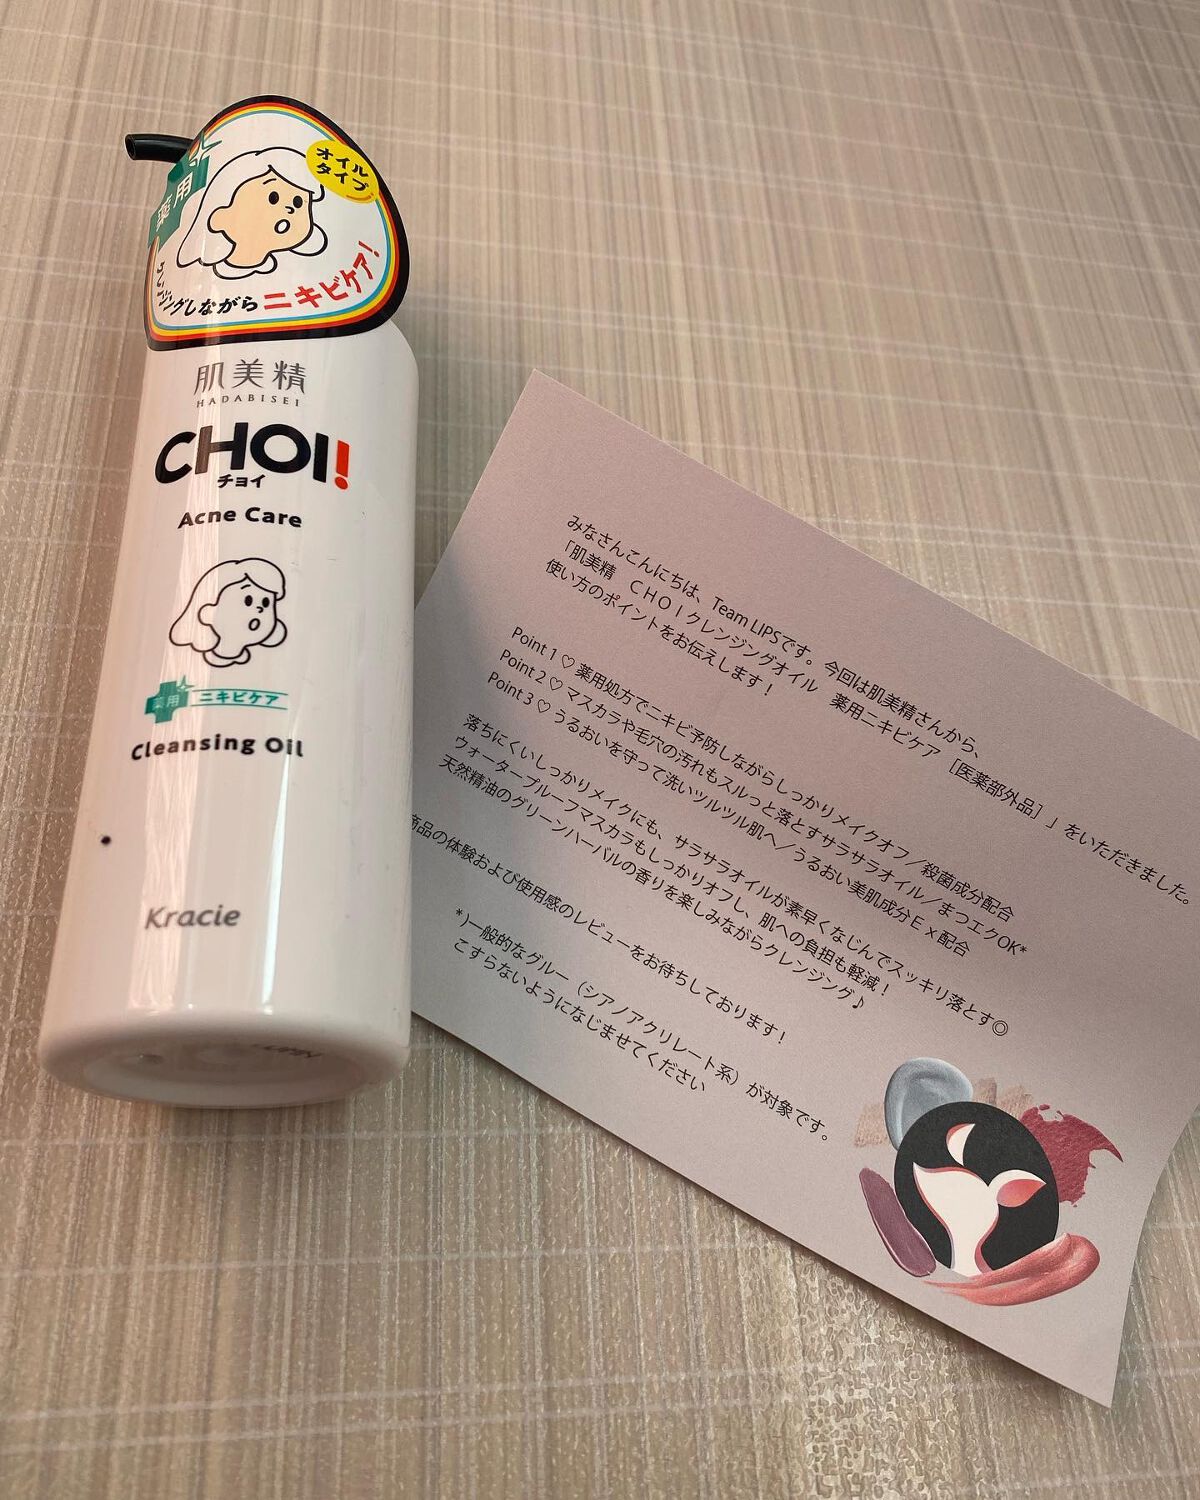 オイル
タイプ
薬用
クレンジングしながらニキビケア!
肌美精
HADABISEI
CHOI!
チョイ
Acne Care
薬用 ニキビケア
Cleansing Oil
Kracie
みなさんこんにちは、Team LIPSです。今回は肌美精さんから、
「肌美精 CHOIクレンジングオイル 薬用ニキビケア [医薬部外品]」をいただきました。
使い方のポイントをお伝えします!
Point 1 ♡ 薬用処方でニキビ予防しながらしっかりメイクオフ/殺菌成分配合
Point 2 ♡ マスカラや毛穴の汚れもスルっと落とすサラサラオイル/まつエクOK*
Point 3 ♡ うるおいを守って洗いツルツル肌へ/うるおい美肌成分Ex配合
落ちにくいしっかりメイクにも、サラサラオイルが素早くなじんでスッキリ落とす◎
ウォータープルーフマスカラもしっかりオフし、肌への負担も軽減!
天然精油のグリーンハーバルの香りを楽しみながらクレンジング♪
商品の体験および使用感のレビューをお待ちしております!
*)一般的なグルー(シアノアクリレート系)が対象です。
こすらないようになじませてください